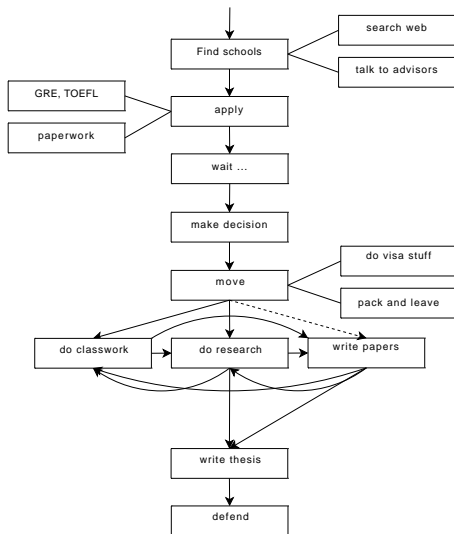 search web
Find schools
talk to advisors
GRE, TOEFL
apply
paperwork
wait ...
make decision
do visa stuff
move
pack and leave
do classwork
do research
write papers
write thesis
defend